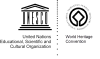 United Nations
Educational, Scientific and
Cultural Organization
World Heritage
Convention